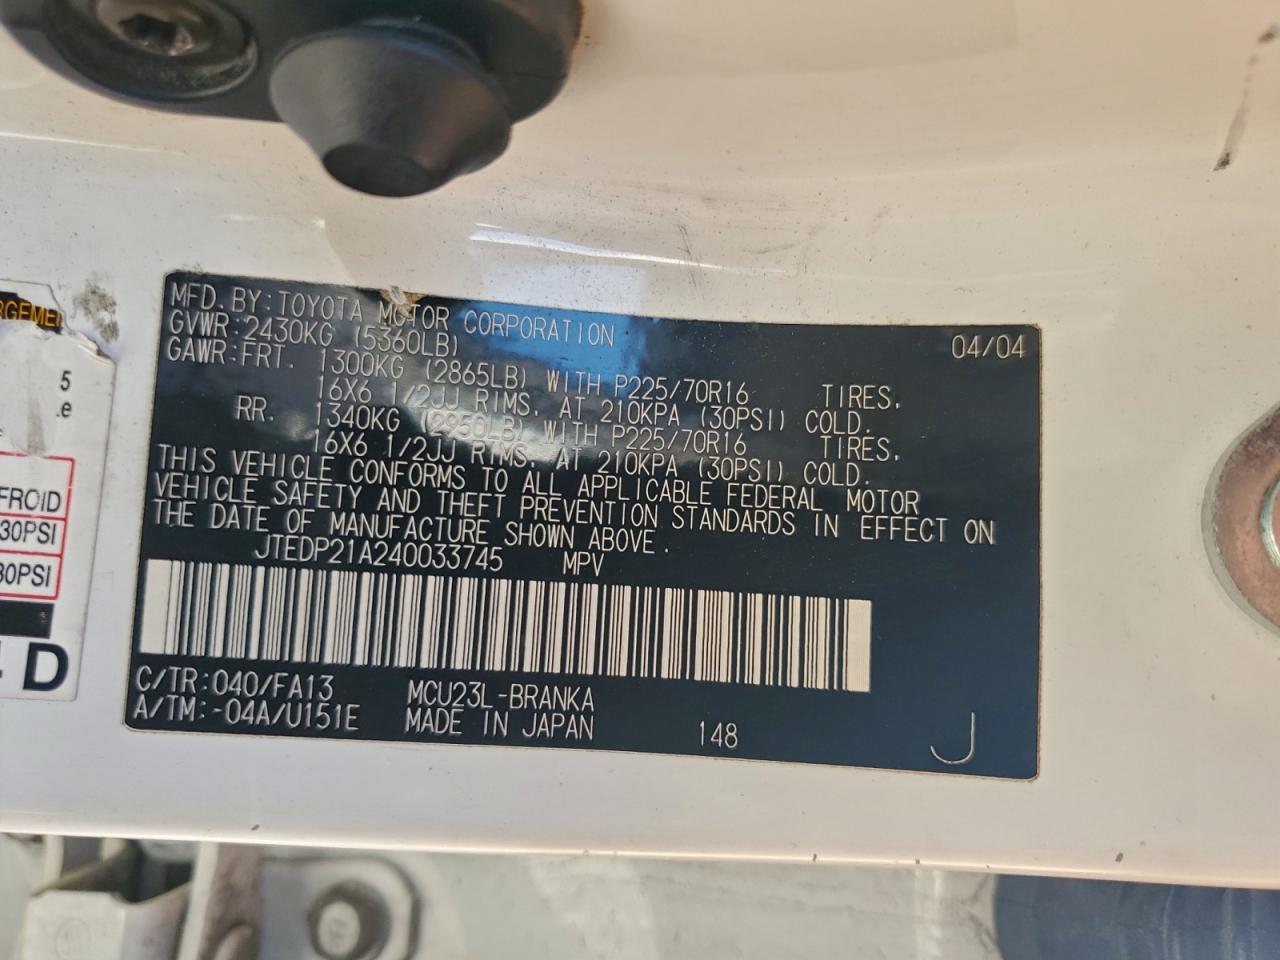 MFD. BY: TOYOTA MOTOR CORPORATION 04/04
GVWR: 2430KG (5360LB)
GAWR: FRT. 1300KG (2865LB) WITH P225/70R16 TIRES.
16X6 1/2JJ RIMS. AT 210KPA (30PSI) COLD.
RR. 1340KG (2950LB) WITH P225/70R16 TIRES.
16X6 1/2JJ RIMS. AT 210KPA (30PSI) COLD.
THIS VEHICLE CONFORMS TO ALL APPLICABLE FEDERAL MOTOR
VEHICLE SAFETY AND THEFT PREVENTION STANDARDS IN EFFECT ON
THE DATE OF MANUFACTURE SHOWN ABOVE.
JTEDP21A240033745 MPV
C/TR: 040/FA13 MCU23L-BRANKA
A/TM: -04A/U151E MADE IN JAPAN 148 J
5
.e
FROID
30PSI
30PSI
D